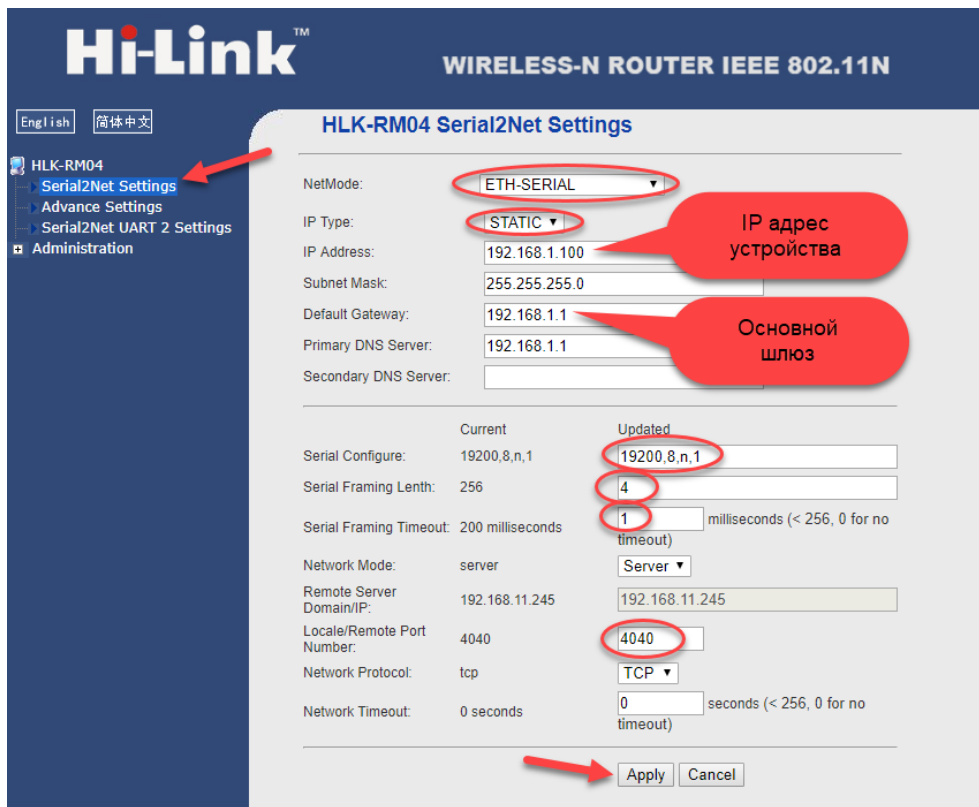 Hi-Link™
WIRELESS-N ROUTER IEEE 802.11N
English 简体中文
HLK-RM04
Serial2Net Settings
Advance Settings
Serial2Net UART 2 Settings
Administration
HLK-RM04 Serial2Net Settings
NetMode: ETH-SERIAL
IP Type: STATIC
IP Address: 192.168.1.100
IP адрес
устройства
Subnet Mask: 255.255.255.0
Default Gateway: 192.168.1.1
Primary DNS Server: 192.168.1.1
Основной
шлюз
Secondary DNS Server:
Current Updated
Serial Configure: 19200,8,n,1 19200,8,n,1
Serial Framing Lenth: 256 4
Serial Framing Timeout: 200 milliseconds 1 milliseconds (< 256, 0 for no
timeout)
Network Mode: server Server
Remote Server
Domain/IP: 192.168.11.245 192.168.11.245
Locale/Remote Port
Number: 4040 4040
Network Protocol: tcp TCP
Network Timeout: 0 seconds 0 seconds (< 256, 0 for no
timeout)
Apply Cancel